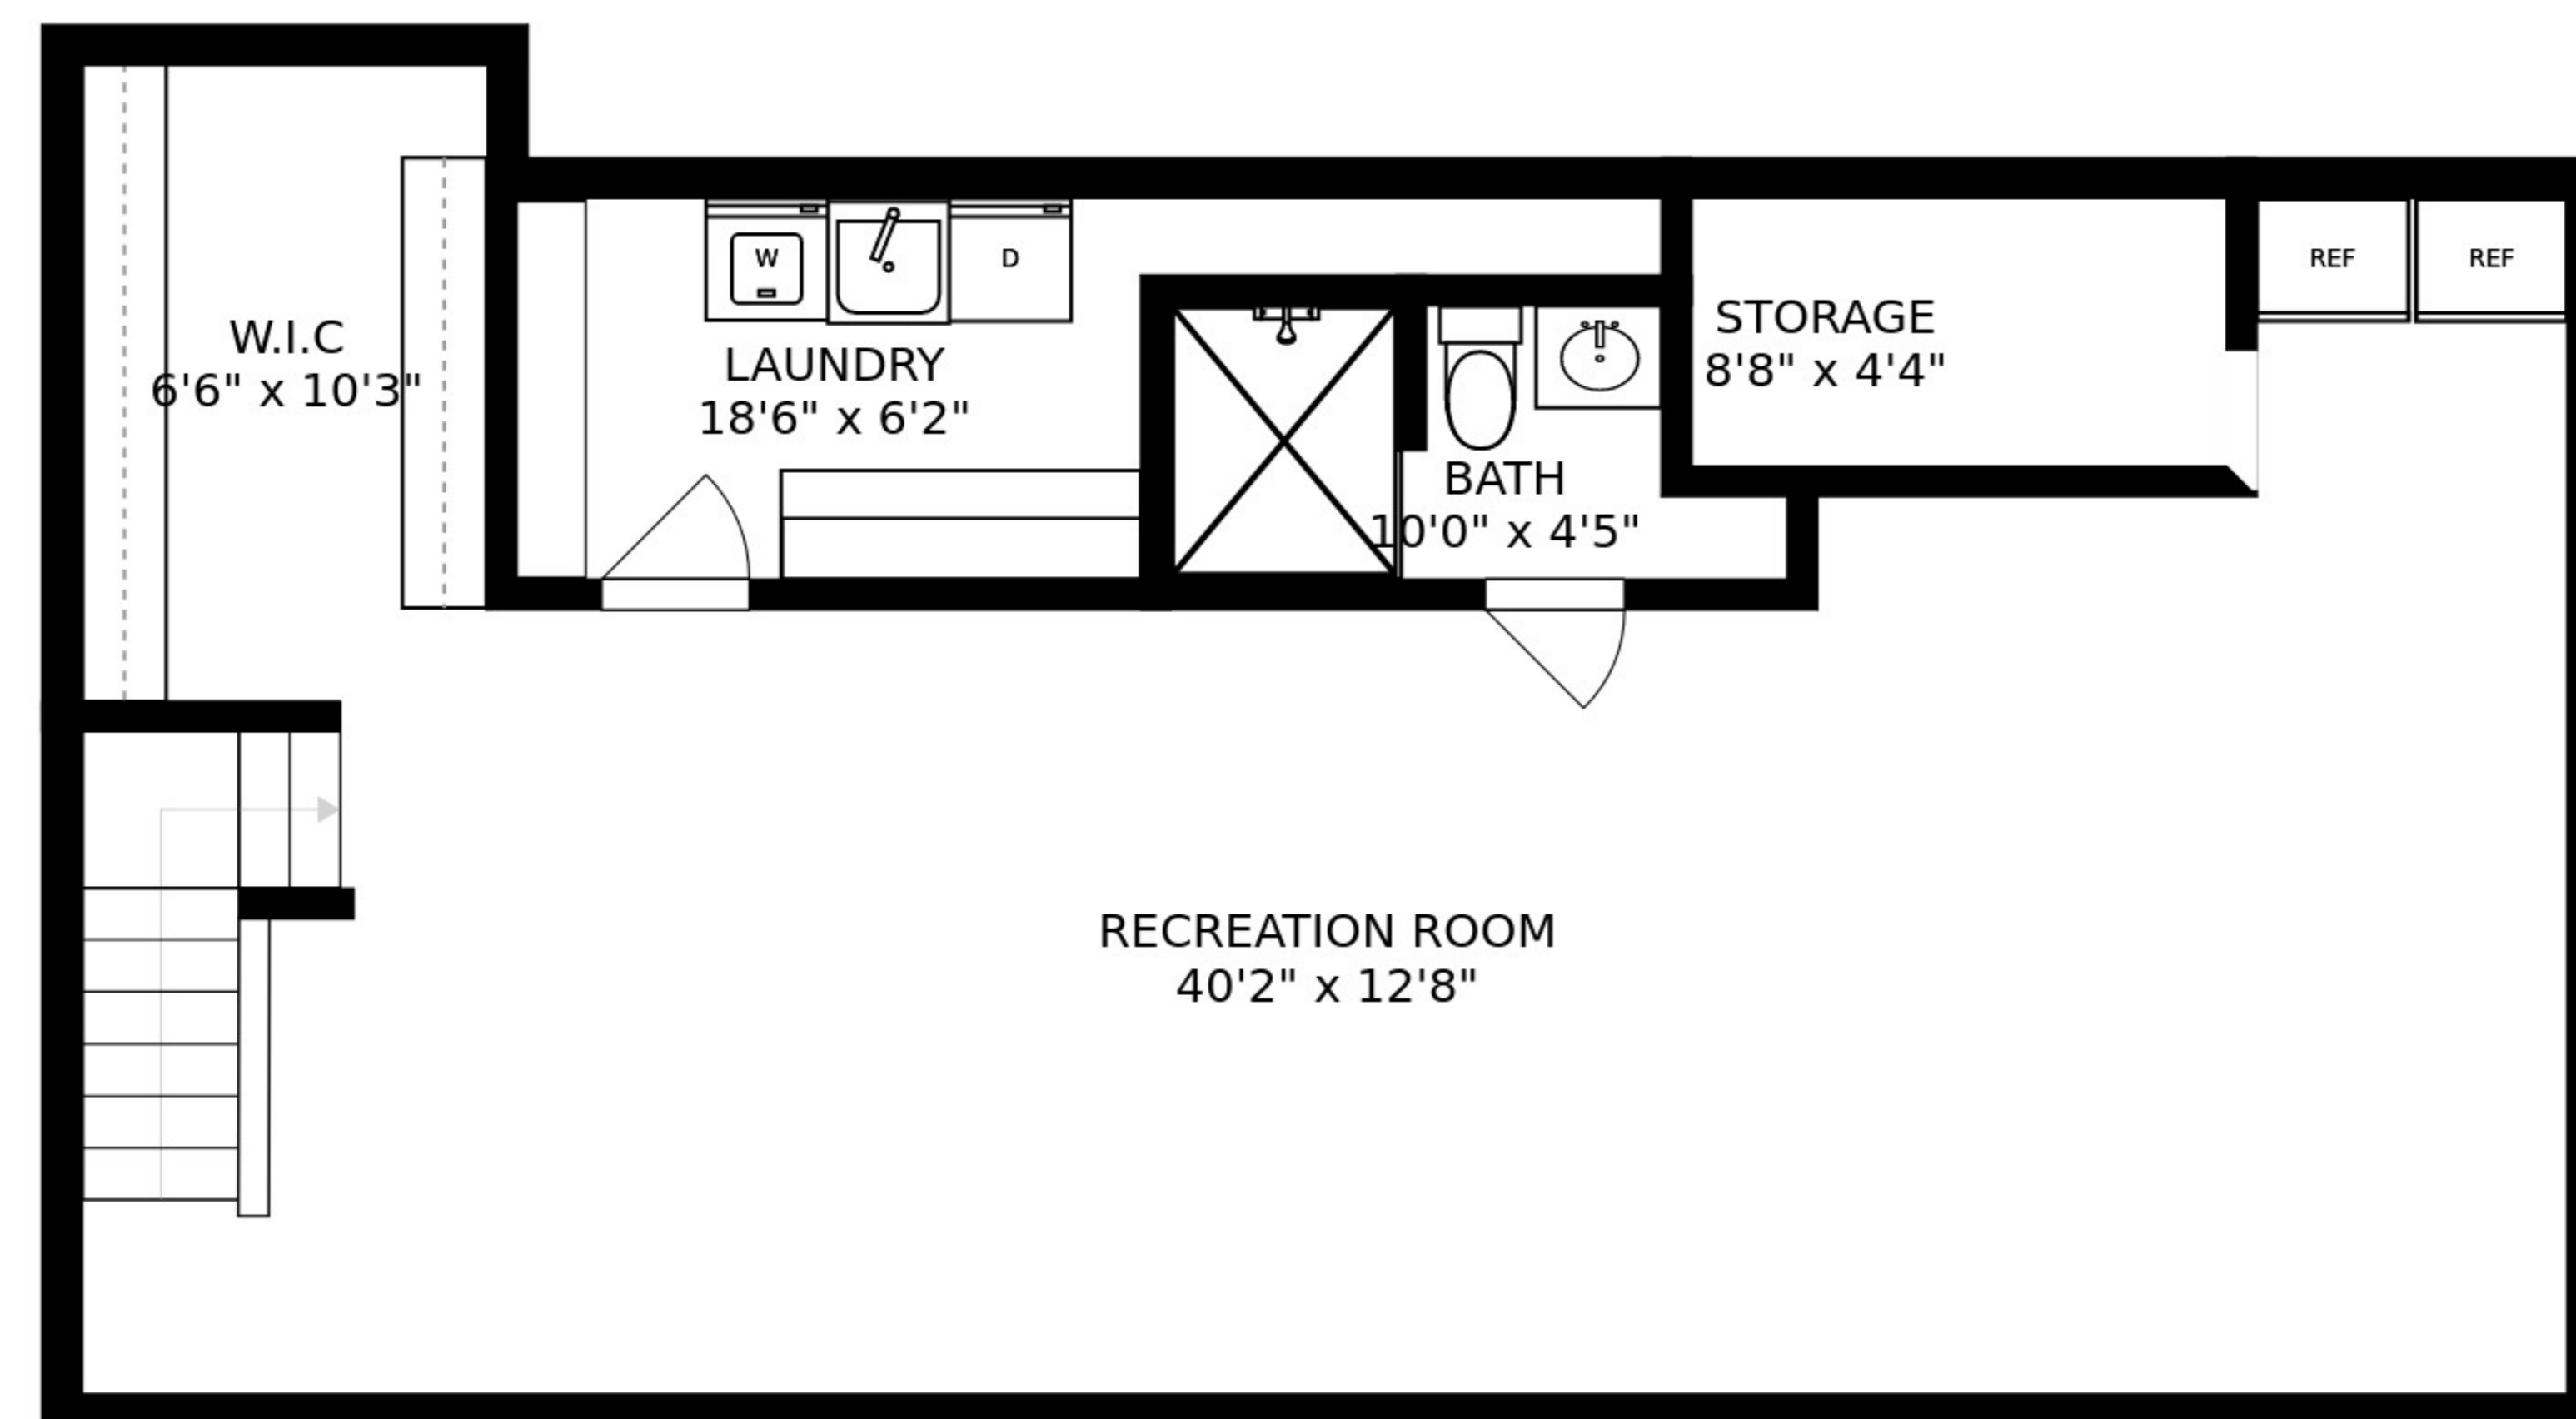 W.I.C
6'6" x 10'3"
W
D
LAUNDRY
18'6" x 6'2"
BATH
10'0" x 4'5"
STORAGE
8'8" x 4'4"
REF
REF
RECREATION ROOM
40'2" x 12'8"